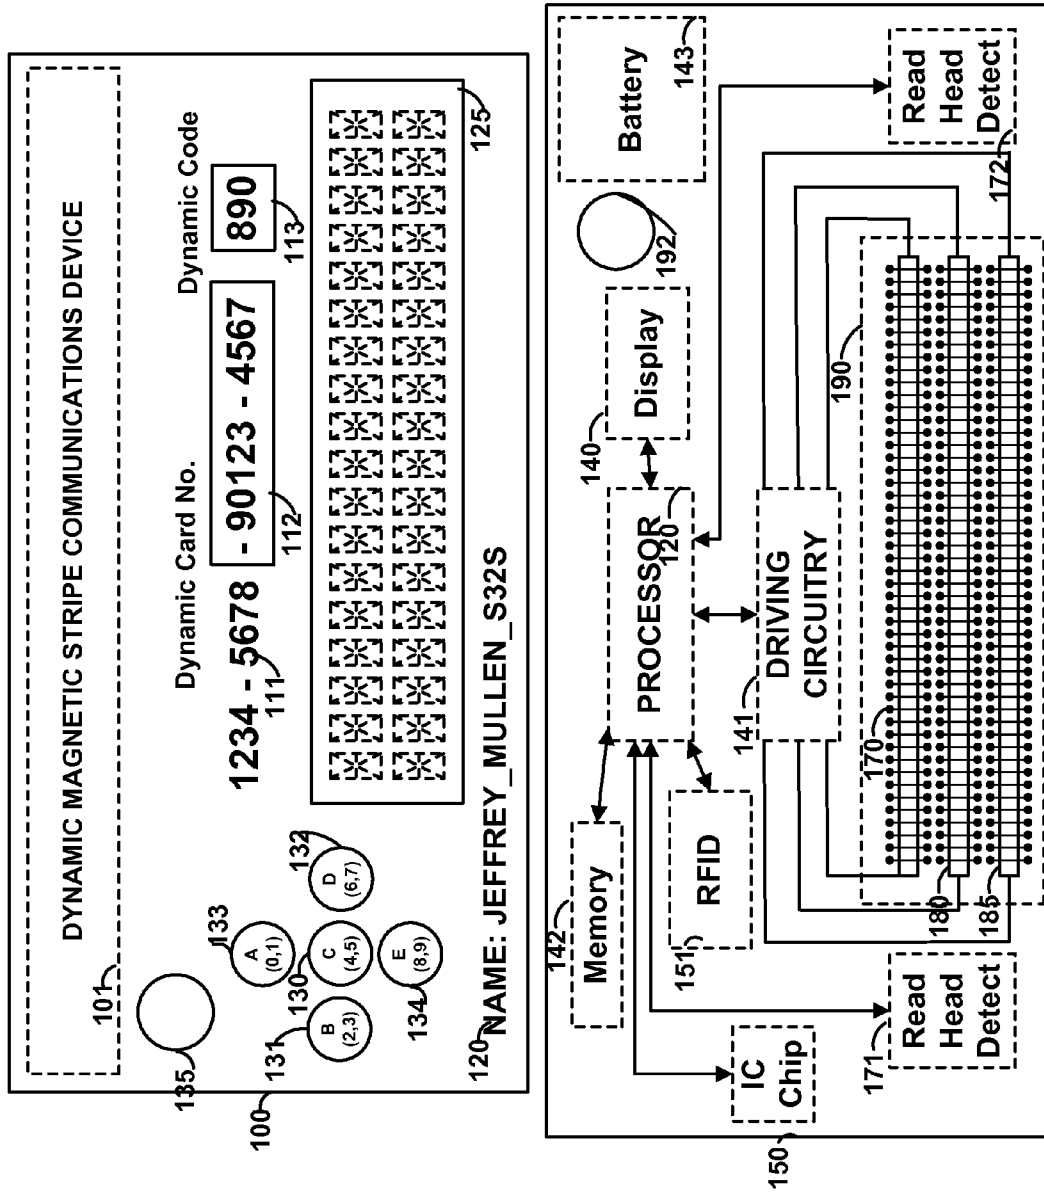 DYNAMIC MAGNETIC STRIPE COMMUNICATIONS DEVICE
101
135
Dynamic Card No.
Dynamic Code
1234 - 5678
- 90123 - 4567
890
111
112
113
133
A
(0,1)
131
B
(2,3)
130
C
(4,5)
132
D
(6,7)
134
E
(8,9)
125
120
NAME: JEFFREY_MULLEN_S32S
100
142
Memory
140
Display
192
Battery
143
PROCESSOR
120
151
RFID
IC
Chip
141
DRIVING
CIRCUITRY
171
Read
Head
Detect
170
180
185
190
Read
Head
Detect
172
150